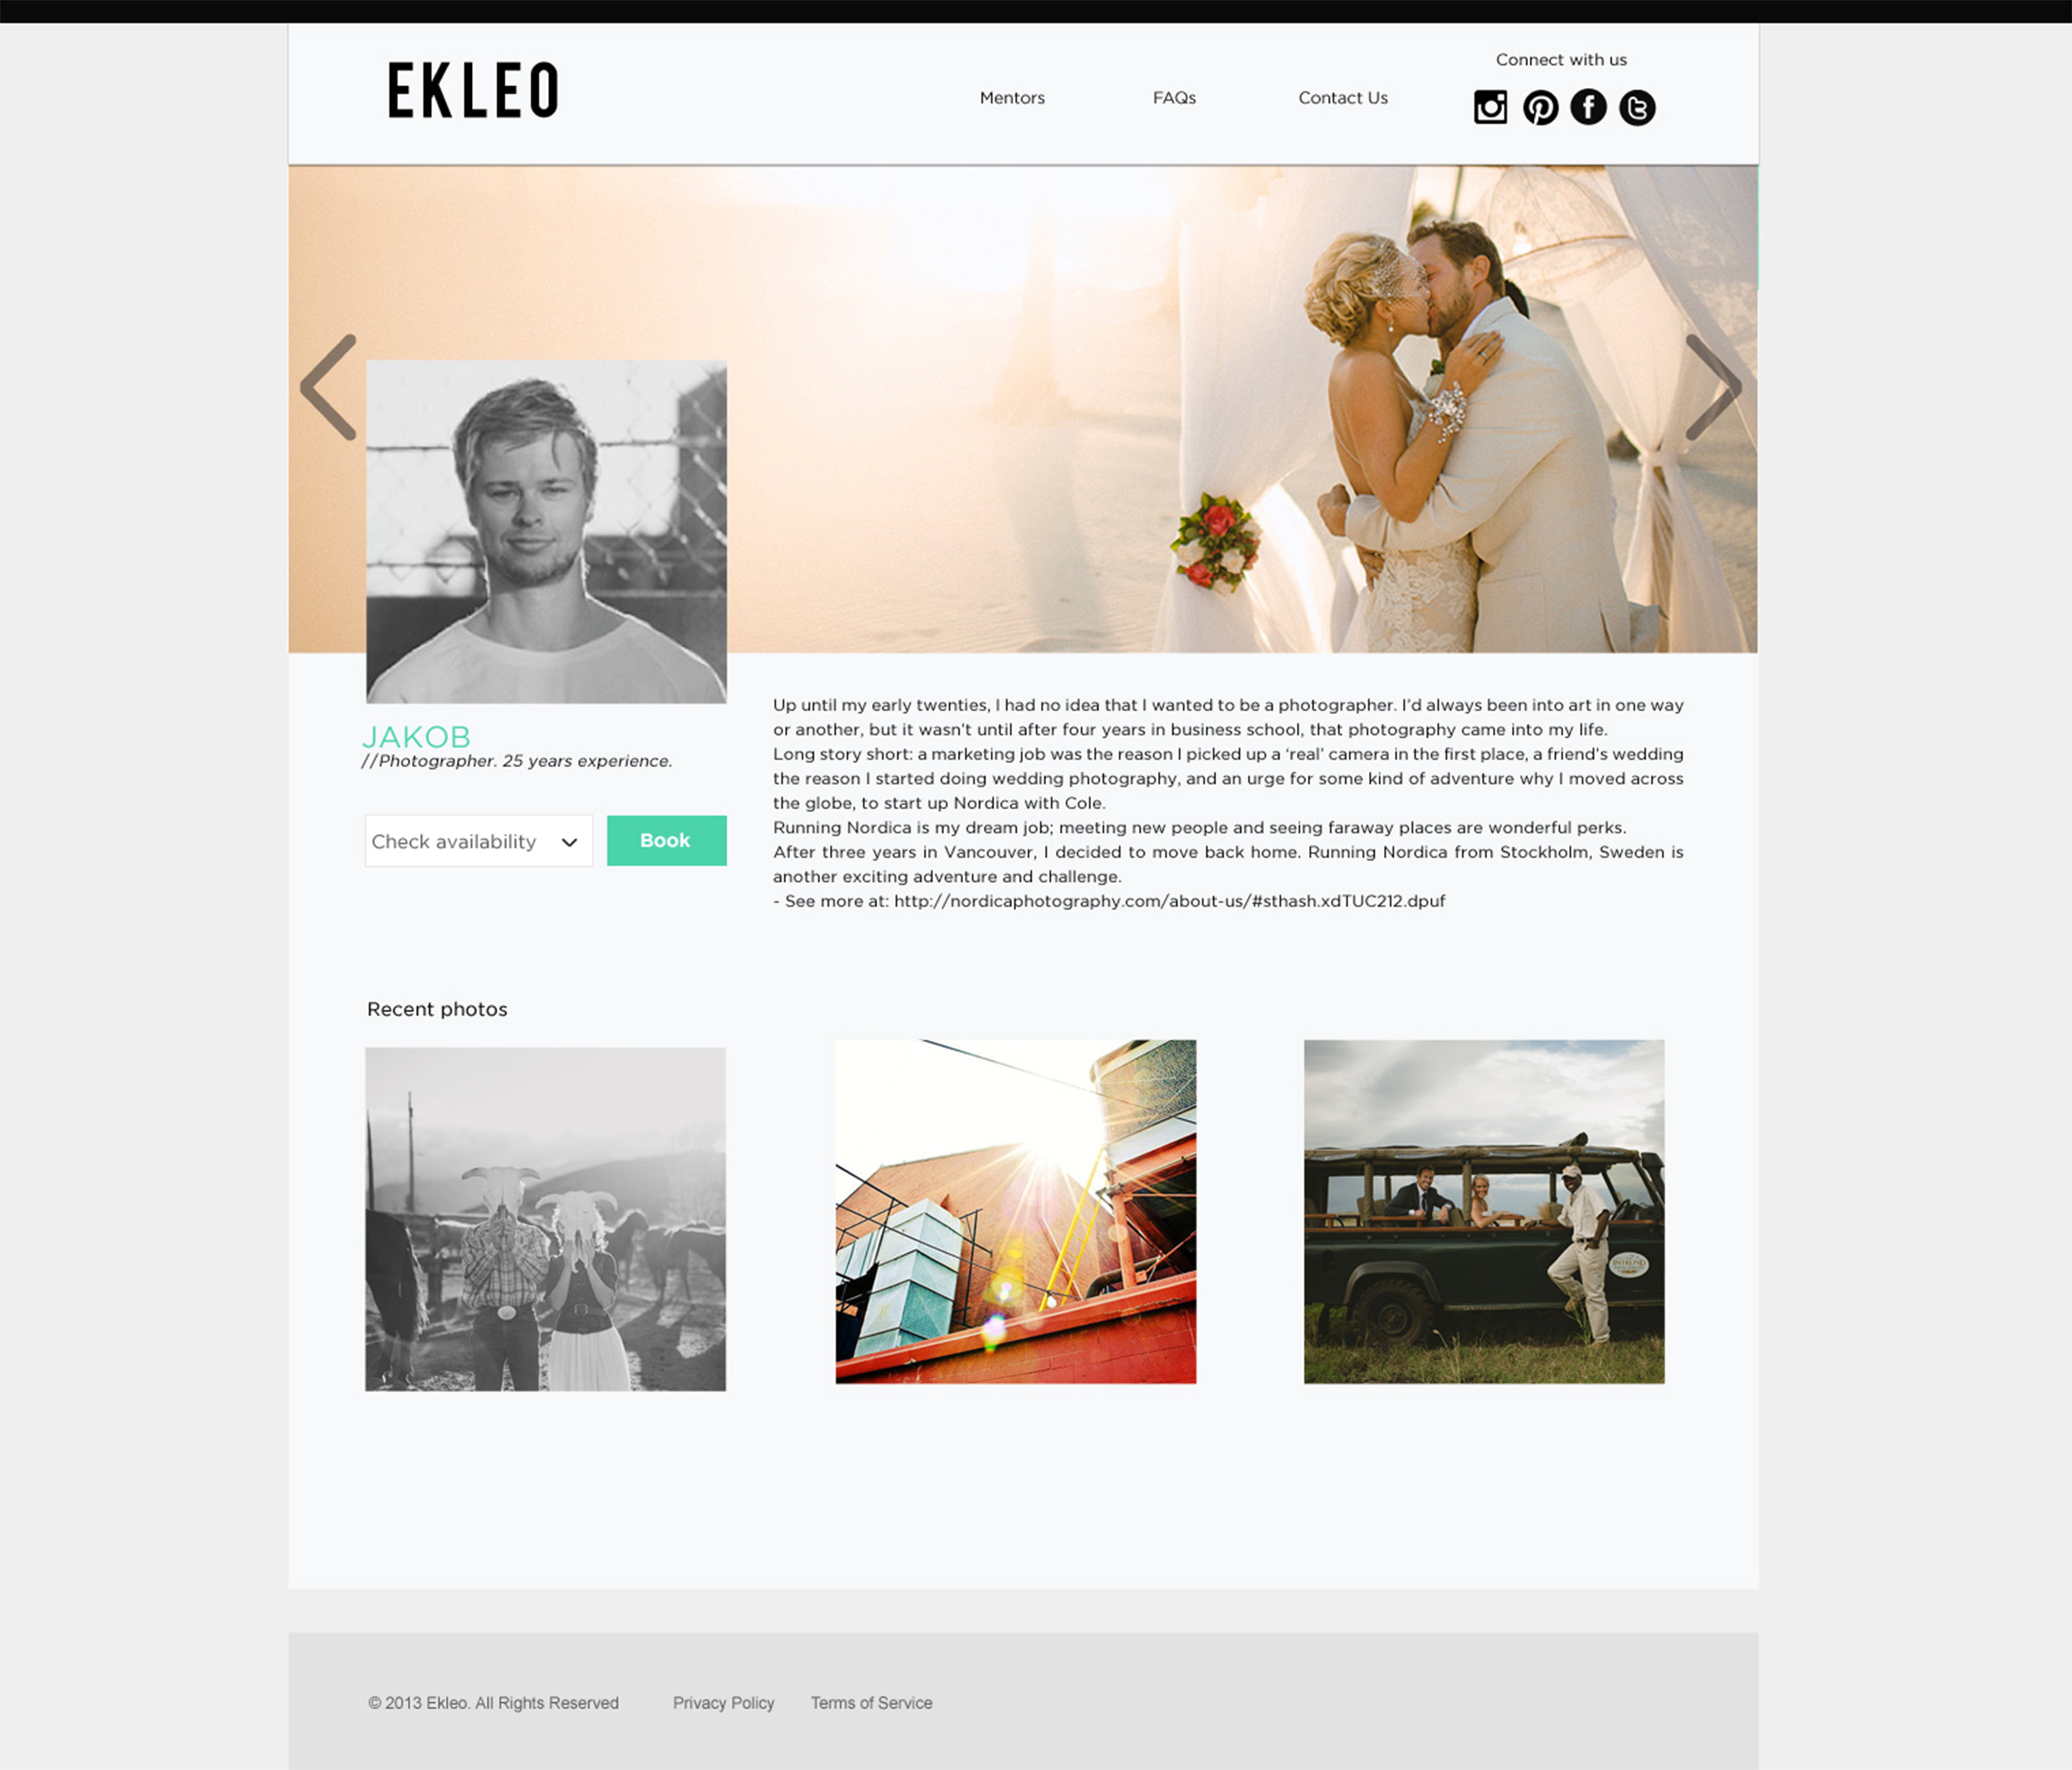 EKLEO
Mentors
FAQs
Contact Us
Connect with us
Up until my early twenties, I had no idea that I wanted to be a photographer. I’d always been into art in one way
or another, but it wasn’t until after four years in business school, that photography came into my life.
Long story short: a marketing job was the reason I picked up a ‘real’ camera in the first place, a friend’s wedding
the reason I started doing wedding photography, and an urge for some kind of adventure why I moved across
the globe, to start up Nordica with Cole.
Running Nordica is my dream job; meeting new people and seeing faraway places are wonderful perks.
After three years in Vancouver, I decided to move back home. Running Nordica from Stockholm, Sweden is
another exciting adventure and challenge.
- See more at: http://nordicaphotography.com/about-us/#sthash.xdTUC212.dpuf
JAKOB
//Photographer. 25 years experience.
Check availability
Book
Recent photos
© 2013 Ekleo. All Rights Reserved
Privacy Policy
Terms of Service